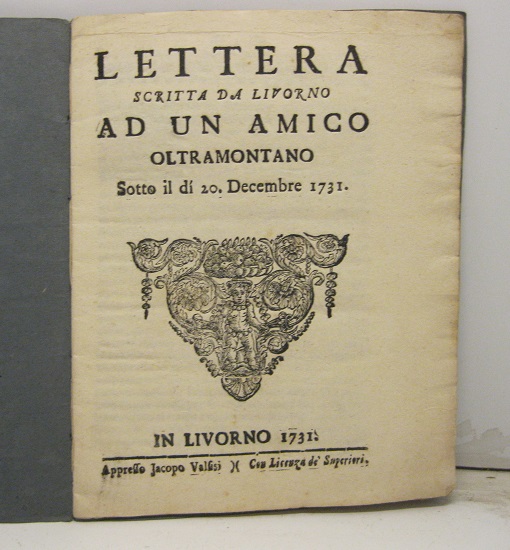 LETTERA
SCRITTA DA LIVORNO
AD UN AMICO
OLTRAMONTANO
Sotto il dí 20. Decembre 1731.
IN LIVORNO 1731.
Appresso Jacopo Valsisi )( Con Licenza de' Superiori,